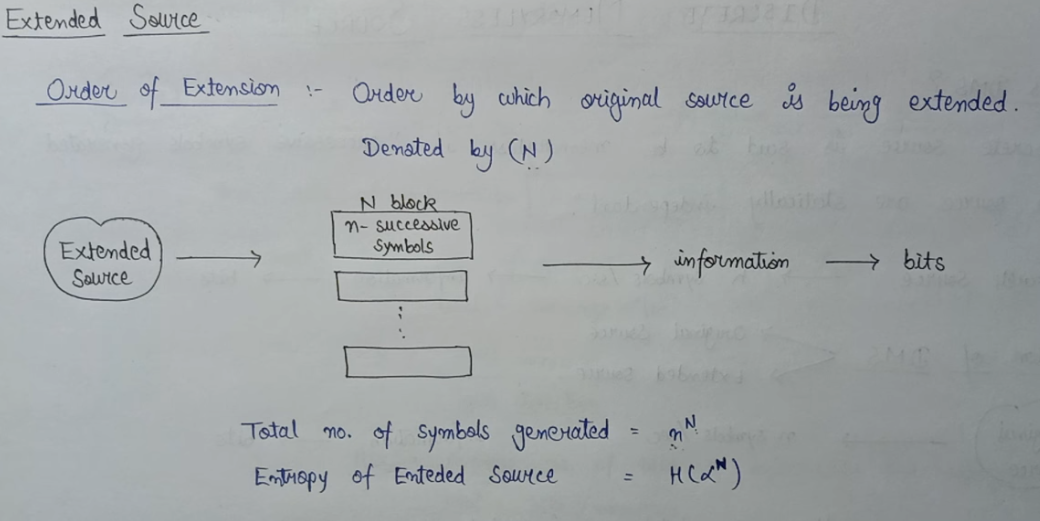 Extended Source
Order of Extension :- Order by which original source is being extended.
Denoted by (N)
N block
n- successive
symbols
Extended
Source
information → bits
Total no. of symbols generated = n^N
Entropy of Enteded Source = H(α^N)